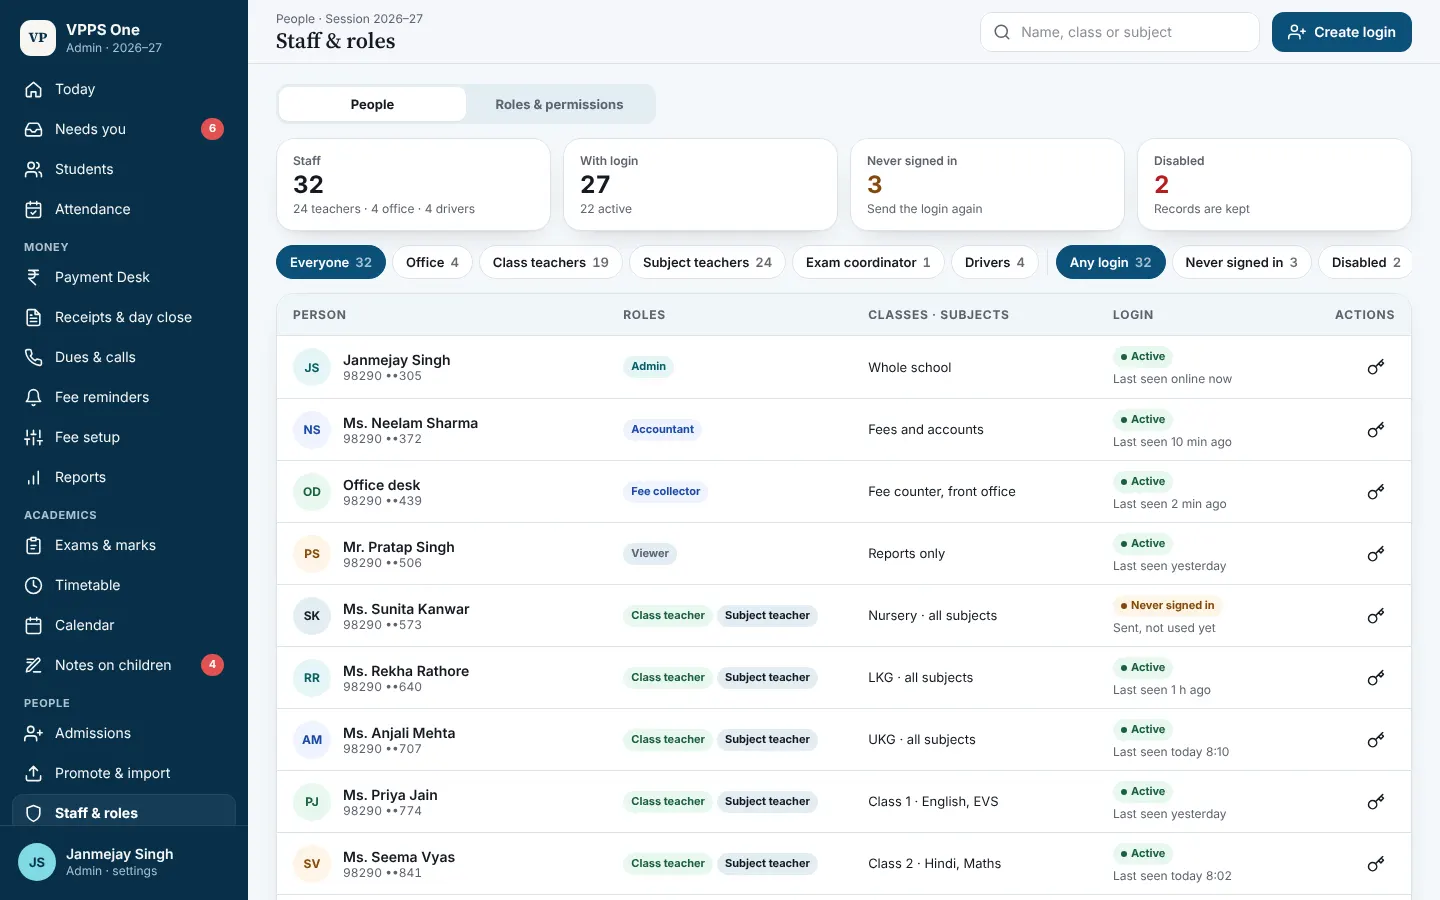 VP
VPPS One
Admin · 2026–27
Today
Needs you 6
Students
Attendance
MONEY
Payment Desk
Receipts & day close
Dues & calls
Fee reminders
Fee setup
Reports
ACADEMICS
Exams & marks
Timetable
Calendar
Notes on children 4
PEOPLE
Admissions
Promote & import
Staff & roles
JS
Janmejay Singh
Admin · settings
People · Session 2026–27
Staff & roles
Name, class or subject
Create login
People
Roles & permissions
Staff
32
24 teachers · 4 office · 4 drivers
With login
27
22 active
Never signed in
3
Send the login again
Disabled
2
Records are kept
Everyone 32
Office 4
Class teachers 19
Subject teachers 24
Exam coordinator 1
Drivers 4
Any login 32
Never signed in 3
Disabled 2
PERSON ROLES CLASSES · SUBJECTS LOGIN ACTIONS
JS
Janmejay Singh
98290 ••305
Admin
Whole school
Active
Last seen online now
NS
Ms. Neelam Sharma
98290 ••372
Accountant
Fees and accounts
Active
Last seen 10 min ago
OD
Office desk
98290 ••439
Fee collector
Fee counter, front office
Active
Last seen 2 min ago
PS
Mr. Pratap Singh
98290 ••506
Viewer
Reports only
Active
Last seen yesterday
SK
Ms. Sunita Kanwar
98290 ••573
Class teacher Subject teacher
Nursery · all subjects
Never signed in
Sent, not used yet
RR
Ms. Rekha Rathore
98290 ••640
Class teacher Subject teacher
LKG · all subjects
Active
Last seen 1 h ago
AM
Ms. Anjali Mehta
98290 ••707
Class teacher Subject teacher
UKG · all subjects
Active
Last seen today 8:10
PJ
Ms. Priya Jain
98290 ••774
Class teacher Subject teacher
Class 1 · English, EVS
Active
Last seen yesterday
SV
Ms. Seema Vyas
98290 ••841
Class teacher Subject teacher
Class 2 · Hindi, Maths
Active
Last seen today 8:02